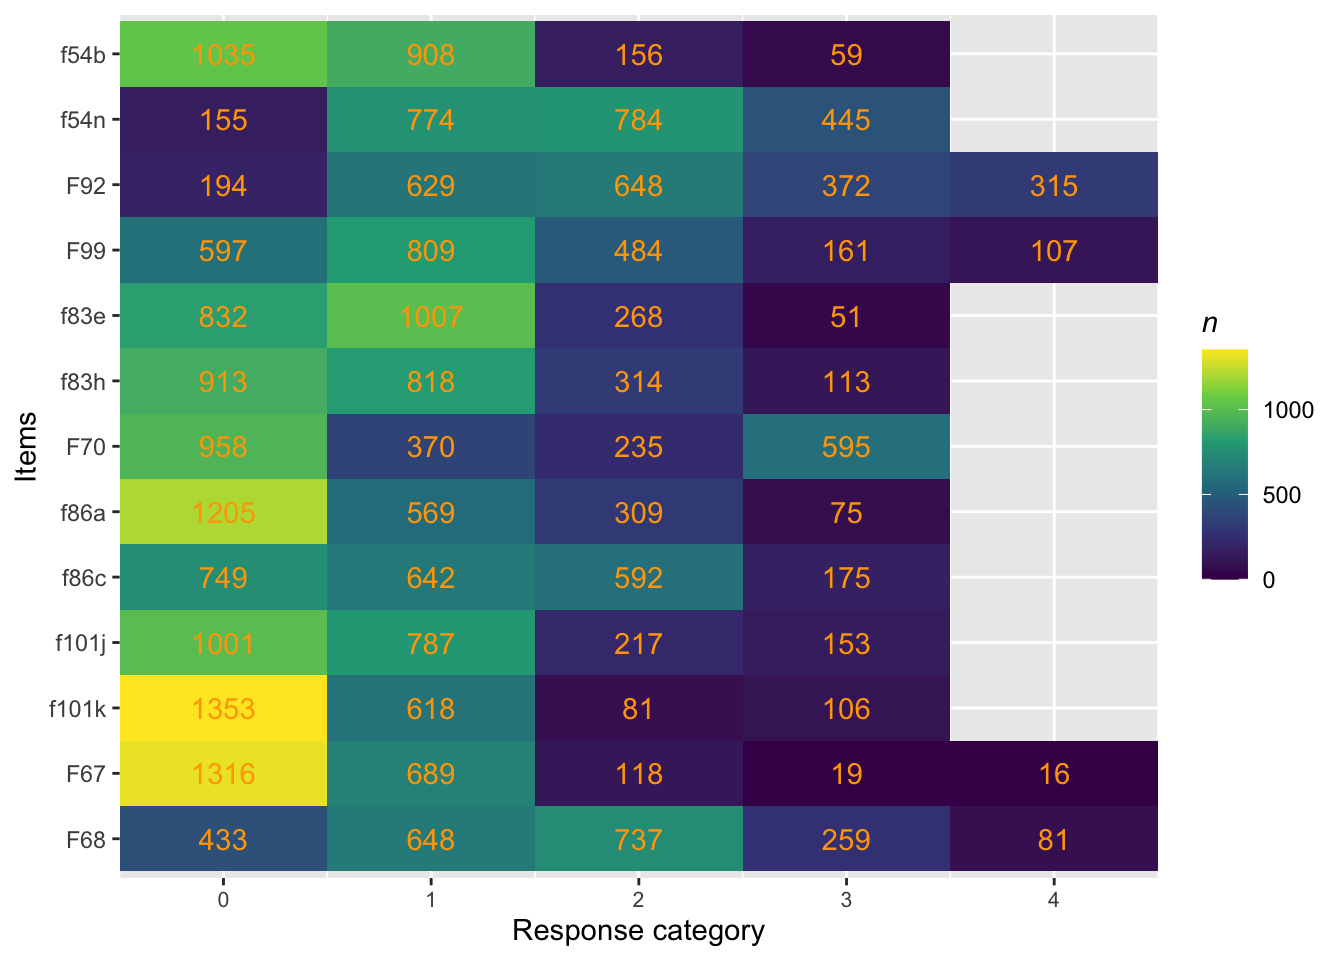 f54b 1035 908 156 59
f54n 155 774 784 445
F92 194 629 648 372 315
F99 597 809 484 161 107
f83e 832 1007 268 51
f83h 913 818 314 113
F70 958 370 235 595
f86a 1205 569 309 75
f86c 749 642 592 175
f101j 1001 787 217 153
f101k 1353 618 81 106
F67 1316 689 118 19 16
F68 433 648 737 259 81
0 1 2 3 4
Response category
Items
n
1000
500
0